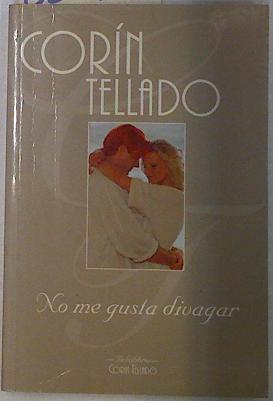 CORÍN
TELLADO
No me gusta divagar
CORÍN TELLADO